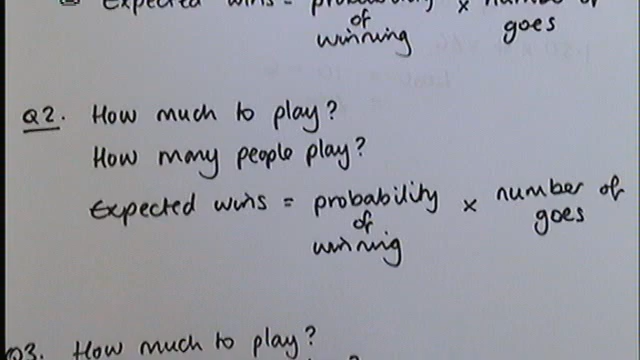 Expected wins = probability × number of
of goes
winning
Q2. How much to play?
How many people play?
Expected wins = probability × number of
of goes
winning
Q3. How much to play?